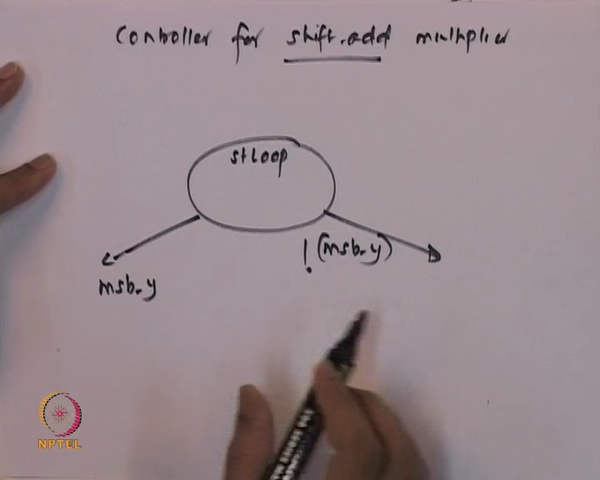 Controller for shift-add multiplier
stLoop
!(msb-y)
msb-y
NPTEL